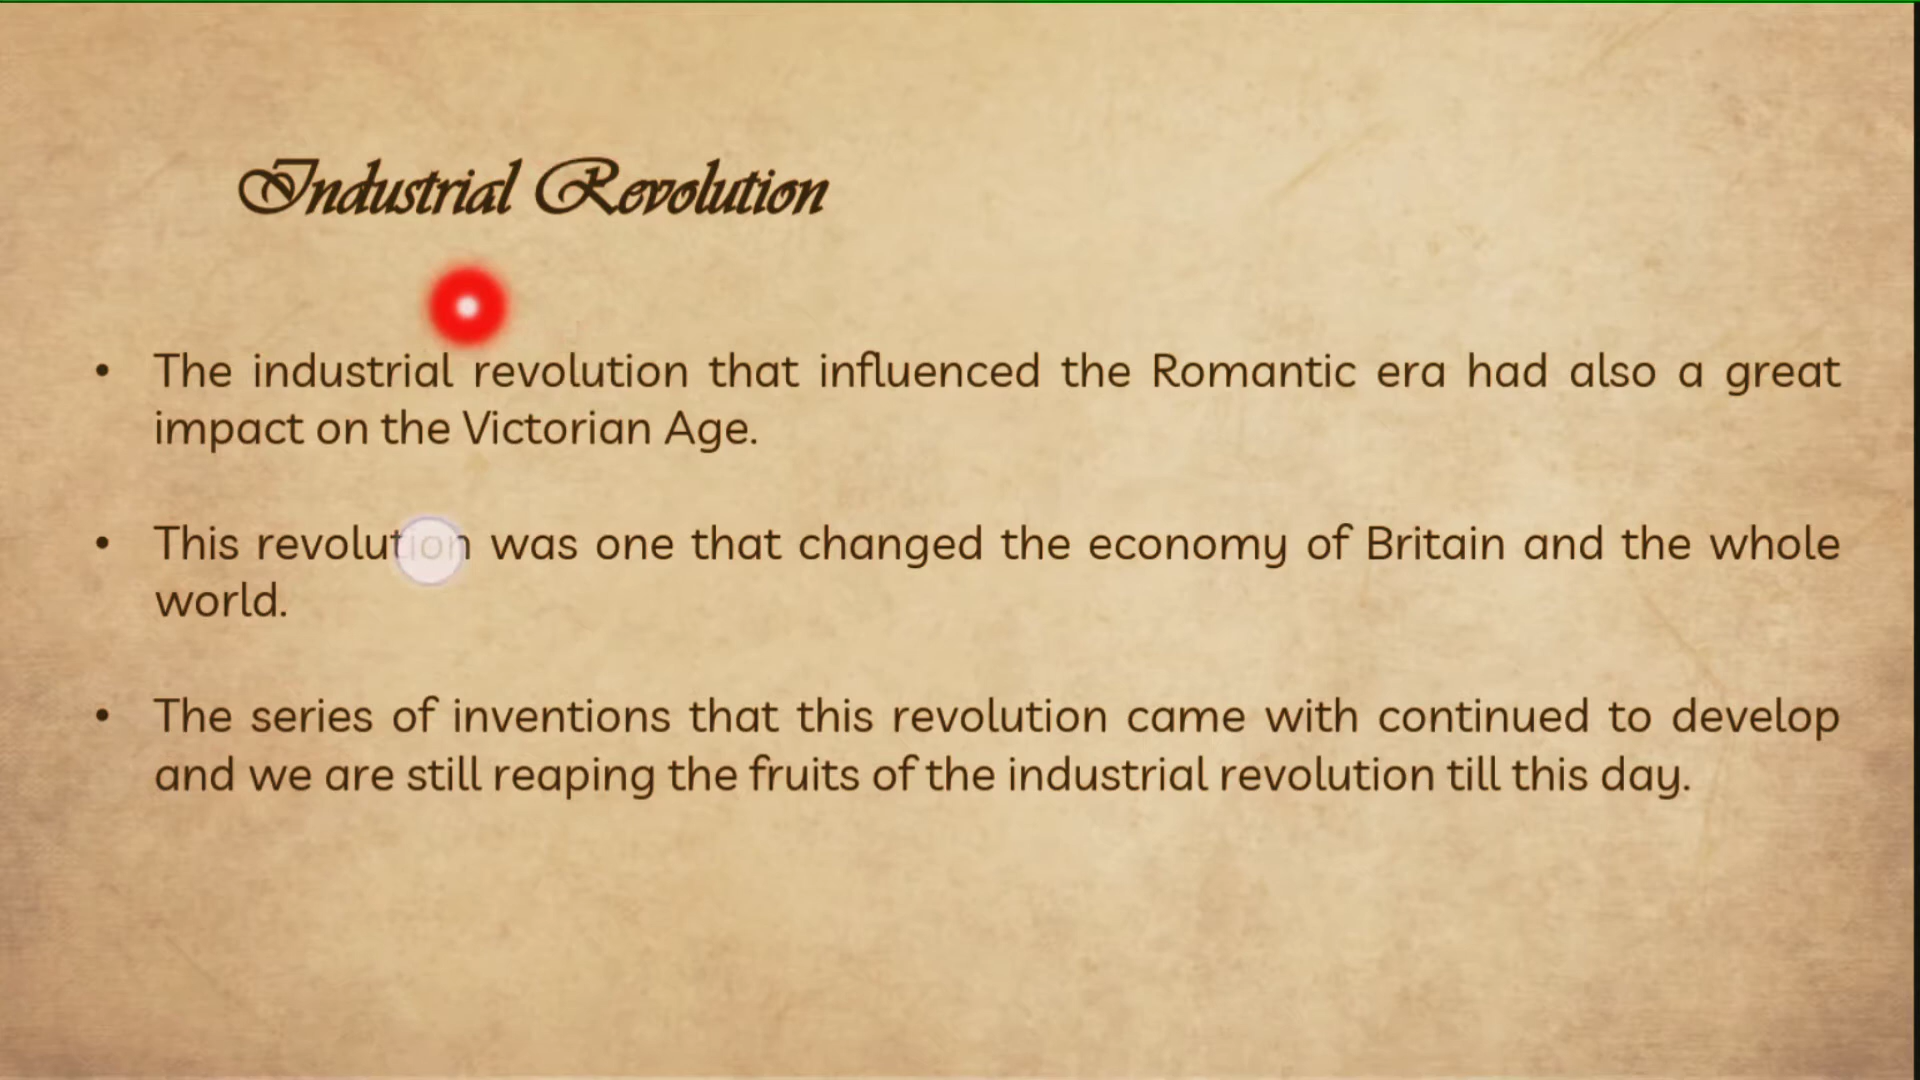 Industrial Revolution
• The industrial revolution that influenced the Romantic era had also a great
impact on the Victorian Age.
• This revolution was one that changed the economy of Britain and the whole
world.
• The series of inventions that this revolution came with continued to develop
and we are still reaping the fruits of the industrial revolution till this day.